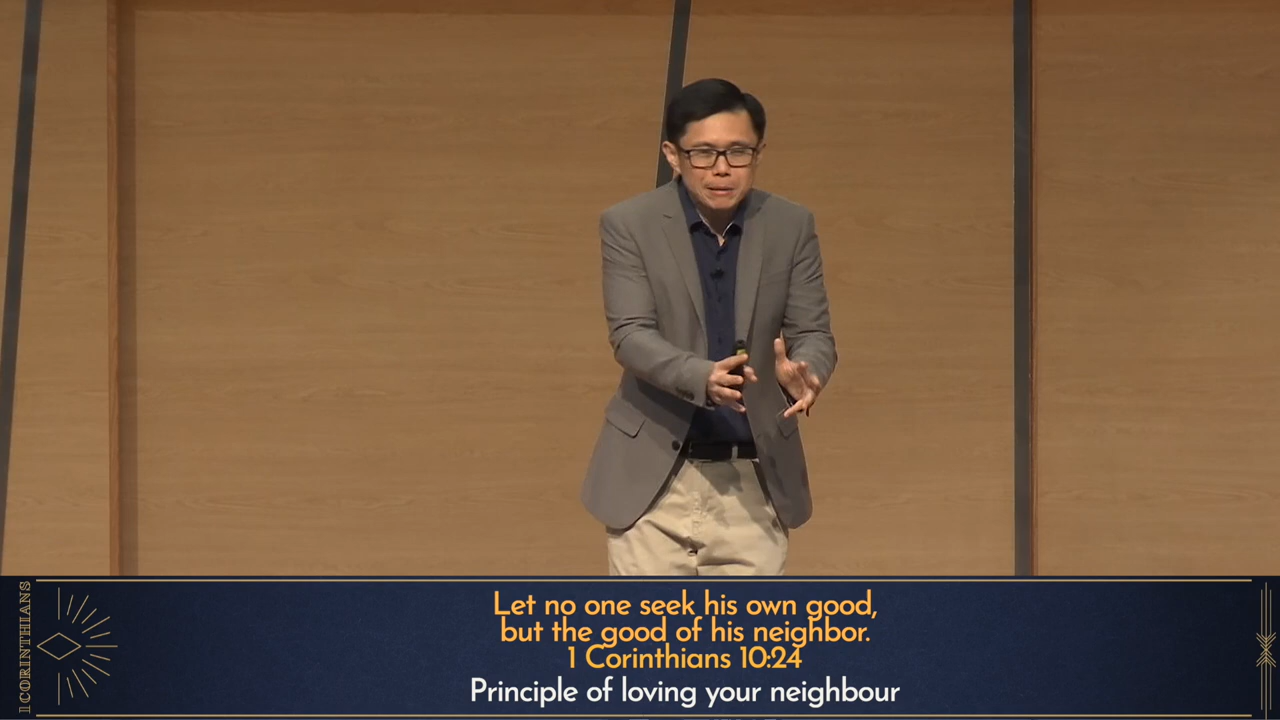 1 CORINTHIANS
Let no one seek his own good,
but the good of his neighbor.
1 Corinthians 10:24
Principle of loving your neighbour